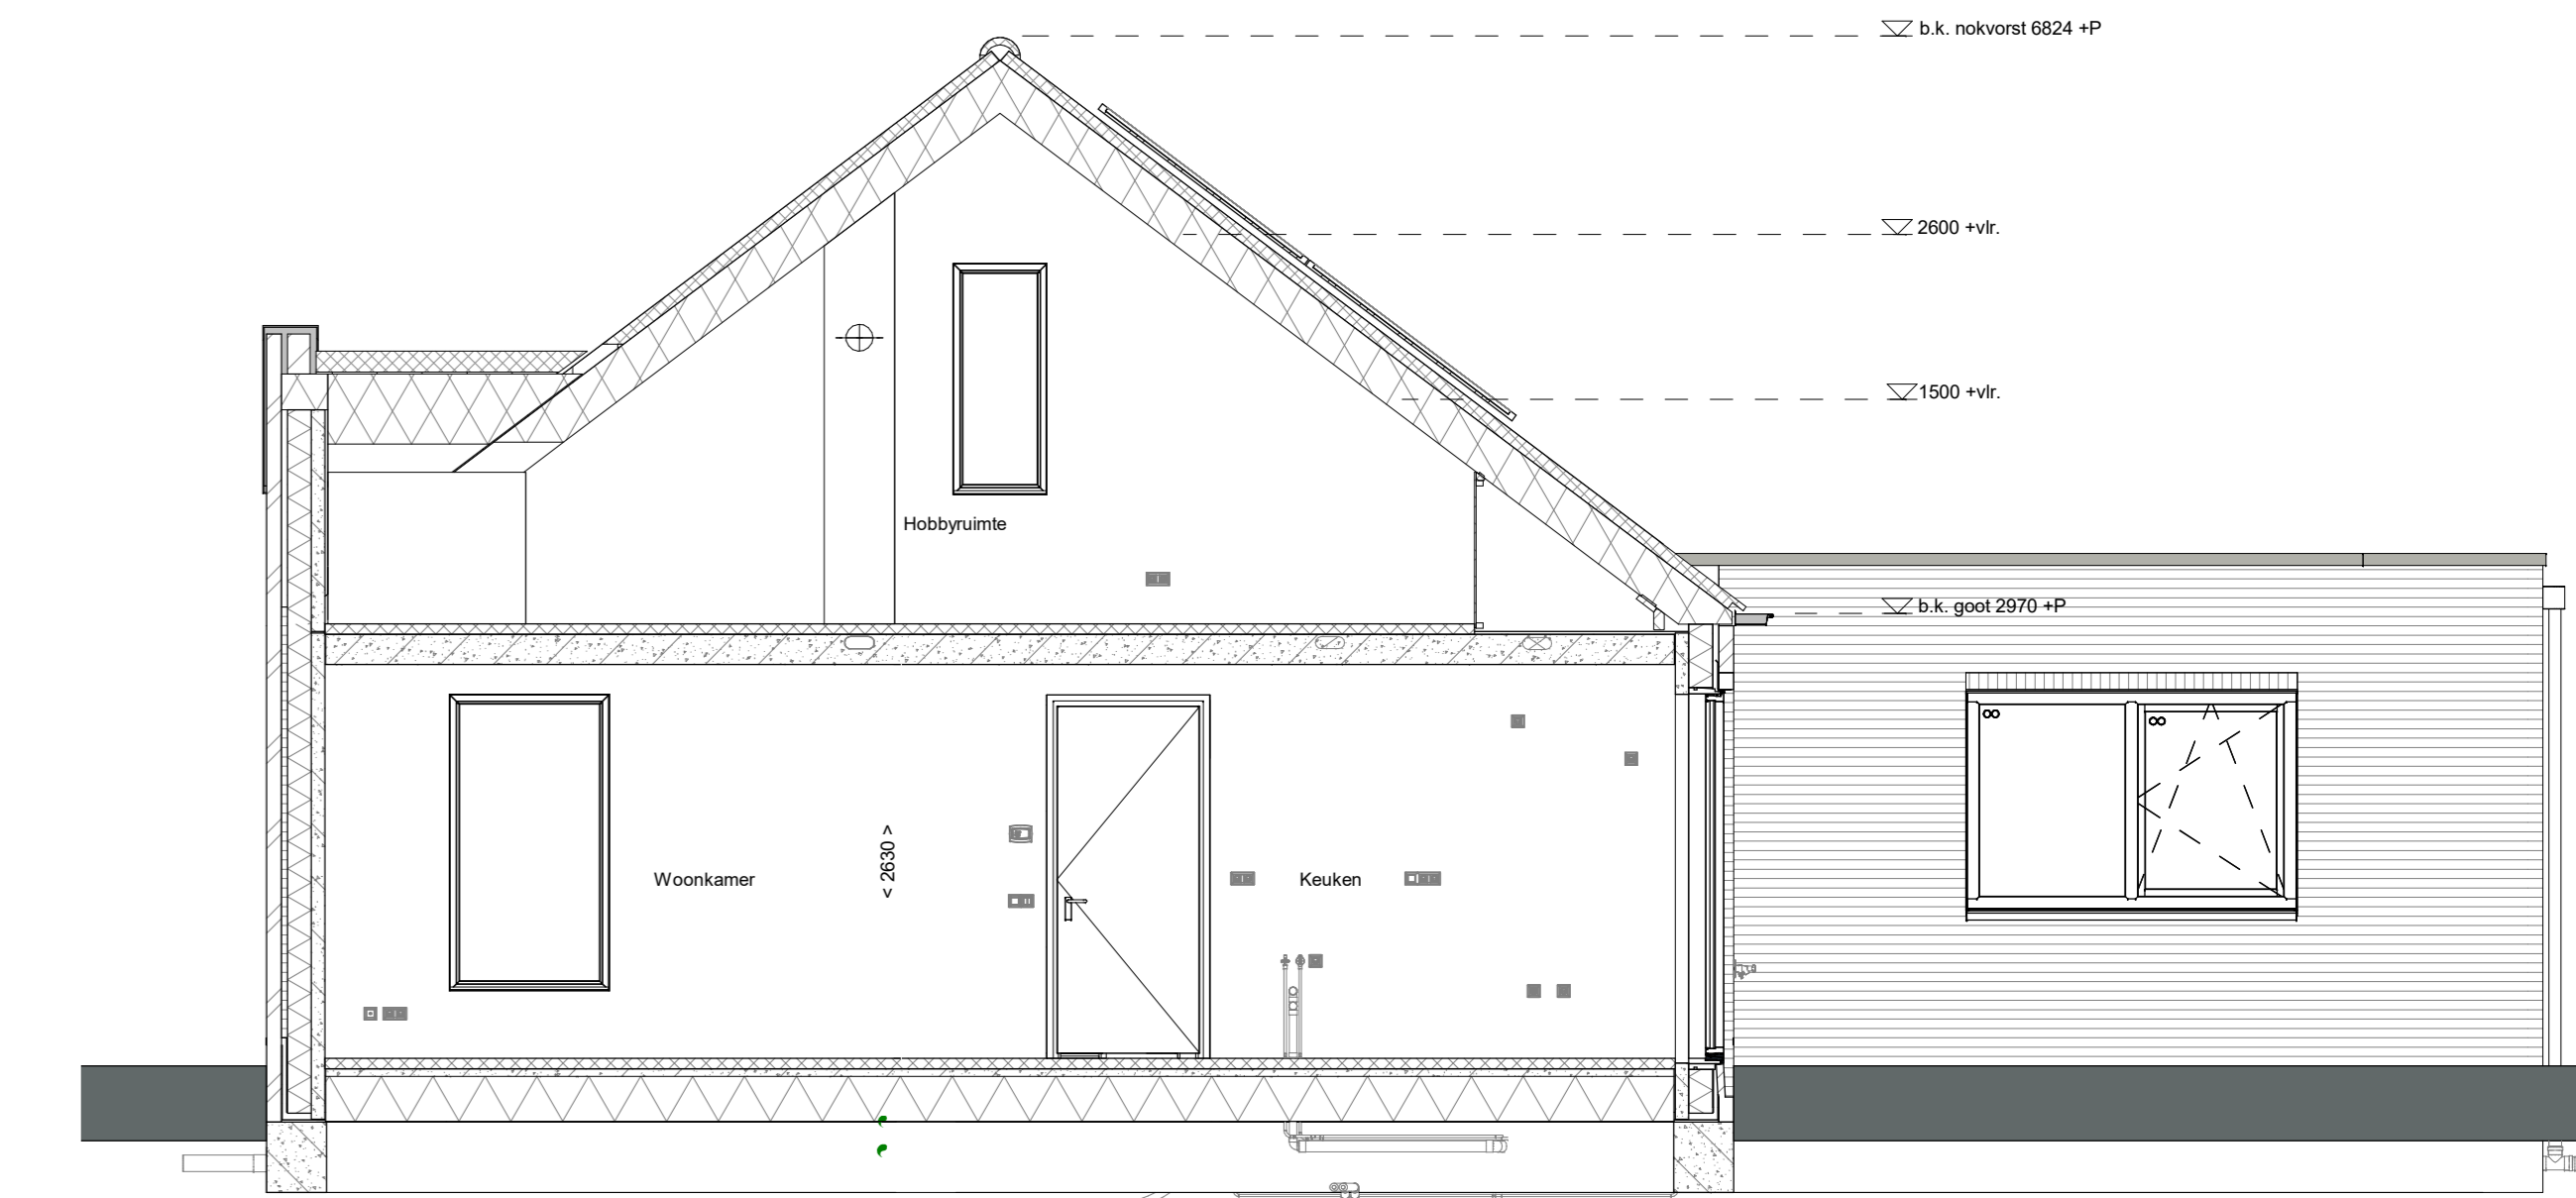 b.k. nokvorst 6824 +P
2600 +vlr.
1500 +vlr.
Hobbyruimte
b.k. goot 2970 +P
< 2630 >
Woonkamer
Keuken